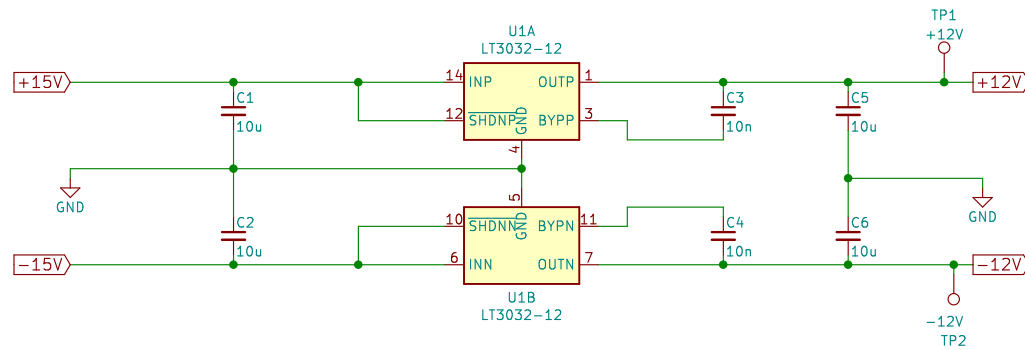 TP1
+12V
U1A
LT3032-12
+15V
14 INP OUTP 1
+12V
C1
10u
12 SHDNP BYPP 3
C3
10n
C5
10u
GND
4
GND
5
GND
GND
C2
10u
10 SHDNN BYPN 11
C4
10n
C6
10u
-15V
6 INN OUTN 7
-12V
U1B
LT3032-12
-12V
TP2